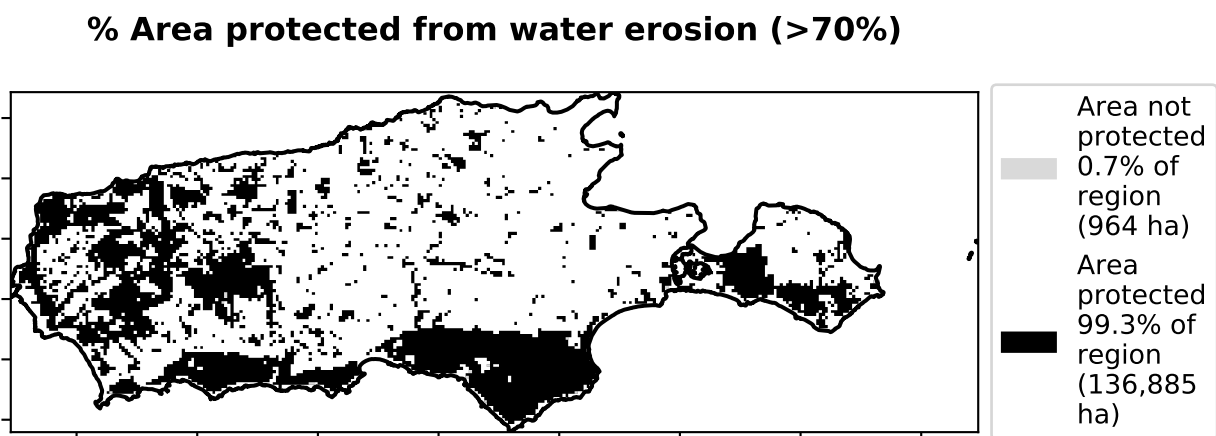 % Area protected from water erosion (>70%)
Area not
protected
0.7% of
region
(964 ha)
Area
protected
99.3% of
region
(136,885
ha)